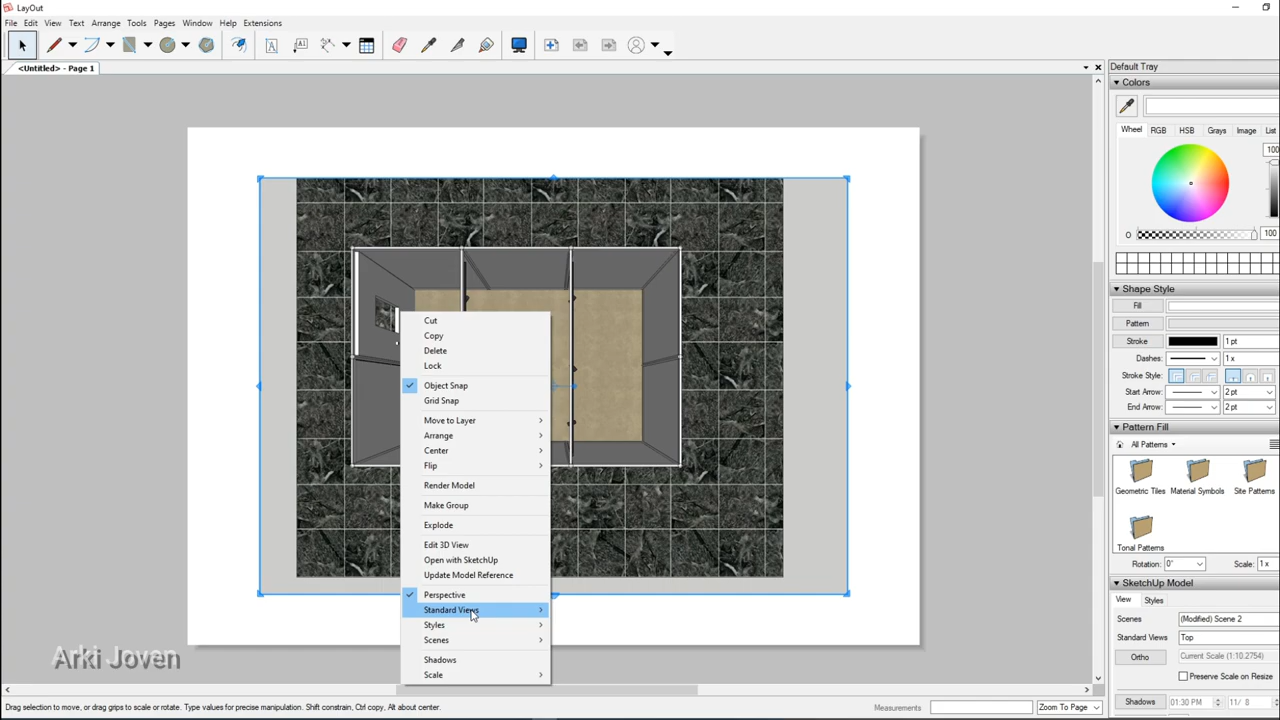 LayOut
File Edit View Text Arrange Tools Pages Window Help Extensions
<Untitled> - Page 1
Default Tray
Colors
Wheel RGB HSB Grays Image List
100
O 100
Shape Style
Fill
Pattern
Stroke 1 pt
Dashes: 1 x
Stroke Style:
Start Arrow: 2 pt
End Arrow: 2 pt
Pattern Fill
All Patterns
Geometric Tiles Material Symbols Site Patterns
Tonal Patterns
Rotation: 0° Scale: 1 x
SketchUp Model
View Styles
Scenes (Modified) Scene 2
Standard Views Top
Ortho Current Scale (1:10.2754)
Preserve Scale on Resize
Shadows 01:30 PM 11/ 8
Cut
Copy
Delete
Lock
Object Snap
Grid Snap
Move to Layer
Arrange
Center
Flip
Render Model
Make Group
Explode
Edit 3D View
Open with SketchUp
Update Model Reference
Perspective
Standard Views
Styles
Scenes
Shadows
Scale
Arki Joven
Drag selection to move, or drag grips to scale or rotate. Type values for precise manipulation. Shift constrain, Ctrl copy, Alt about center. Measurements Zoom To Page